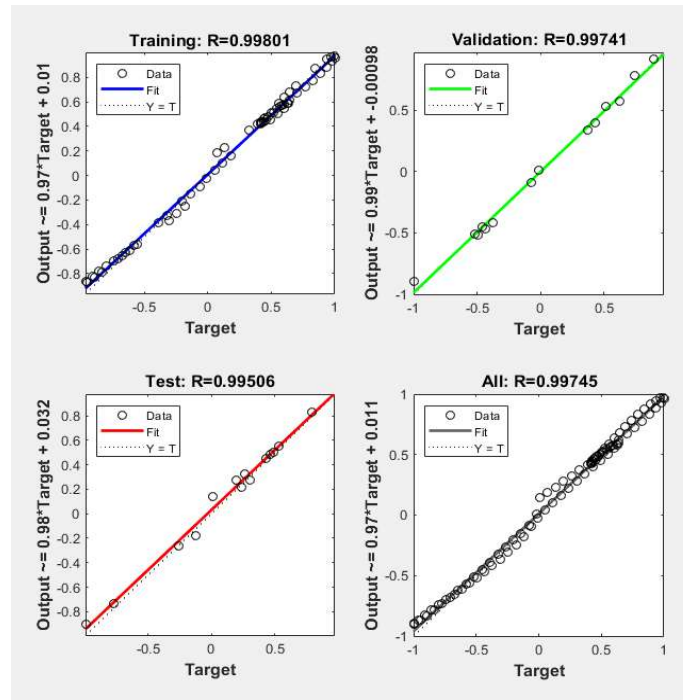 Training: R=0.99801
Output ~= 0.97*Target + 0.01
0.8
0.6
0.4
0.2
0
-0.2
-0.4
-0.6
-0.8
Data
Fit
Y = T
-0.5
0
0.5
1
Target
Validation: R=0.99741
Output ~= 0.99*Target + -0.00098
0.5
0
-0.5
-1
Data
Fit
Y = T
-1
-0.5
0
0.5
Target
Test: R=0.99506
Output ~= 0.98*Target + 0.032
0.8
0.6
0.4
0.2
0
-0.2
-0.4
-0.6
-0.8
Data
Fit
Y = T
-0.5
0
0.5
Target
All: R=0.99745
Output ~= 0.97*Target + 0.011
1
0.5
0
-0.5
-1
Data
Fit
Y = T
-1
-0.5
0
0.5
1
Target